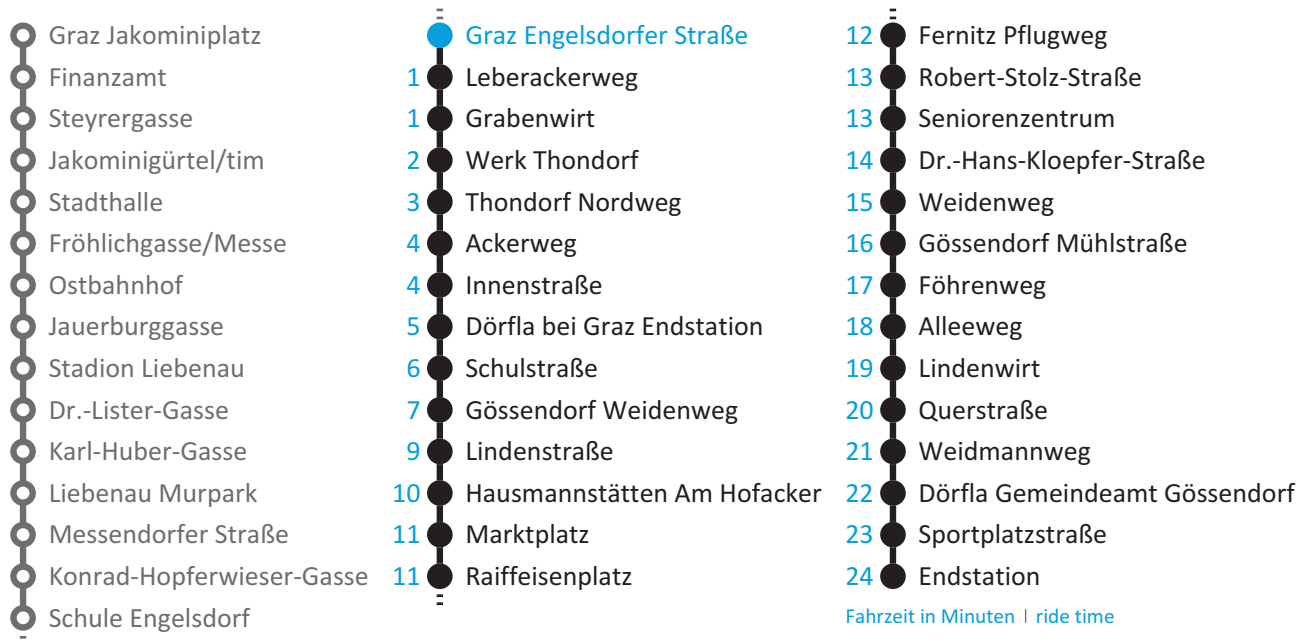 Graz Jakominiplatz
Finanzamt
Steyrergasse
Jakominigürtel/tim
Stadthalle
Fröhlichgasse/Messe
Ostbahnhof
Jauerburggasse
Stadion Liebenau
Dr.-Lister-Gasse
Karl-Huber-Gasse
Liebenau Murpark
Messendorfer Straße
Konrad-Hopferwieser-Gasse
Schule Engelsdorf
Graz Engelsdorfer Straße
1 Leberackerweg
1 Grabenwirt
2 Werk Thondorf
3 Thondorf Nordweg
4 Ackerweg
4 Innenstraße
5 Dörfla bei Graz Endstation
6 Schulstraße
7 Gössendorf Weidenweg
9 Lindenstraße
10 Hausmannstätten Am Hofacker
11 Marktplatz
11 Raiffeisenplatz
12 Fernitz Pflugweg
13 Robert-Stolz-Straße
13 Seniorenzentrum
14 Dr.-Hans-Kloepfer-Straße
15 Weidenweg
16 Gössendorf Mühlstraße
17 Föhrenweg
18 Alleeweg
19 Lindenwirt
20 Querstraße
21 Weidmannweg
22 Dörfla Gemeindeamt Gössendorf
23 Sportplatzstraße
24 Endstation
Fahrzeit in Minuten | ride time